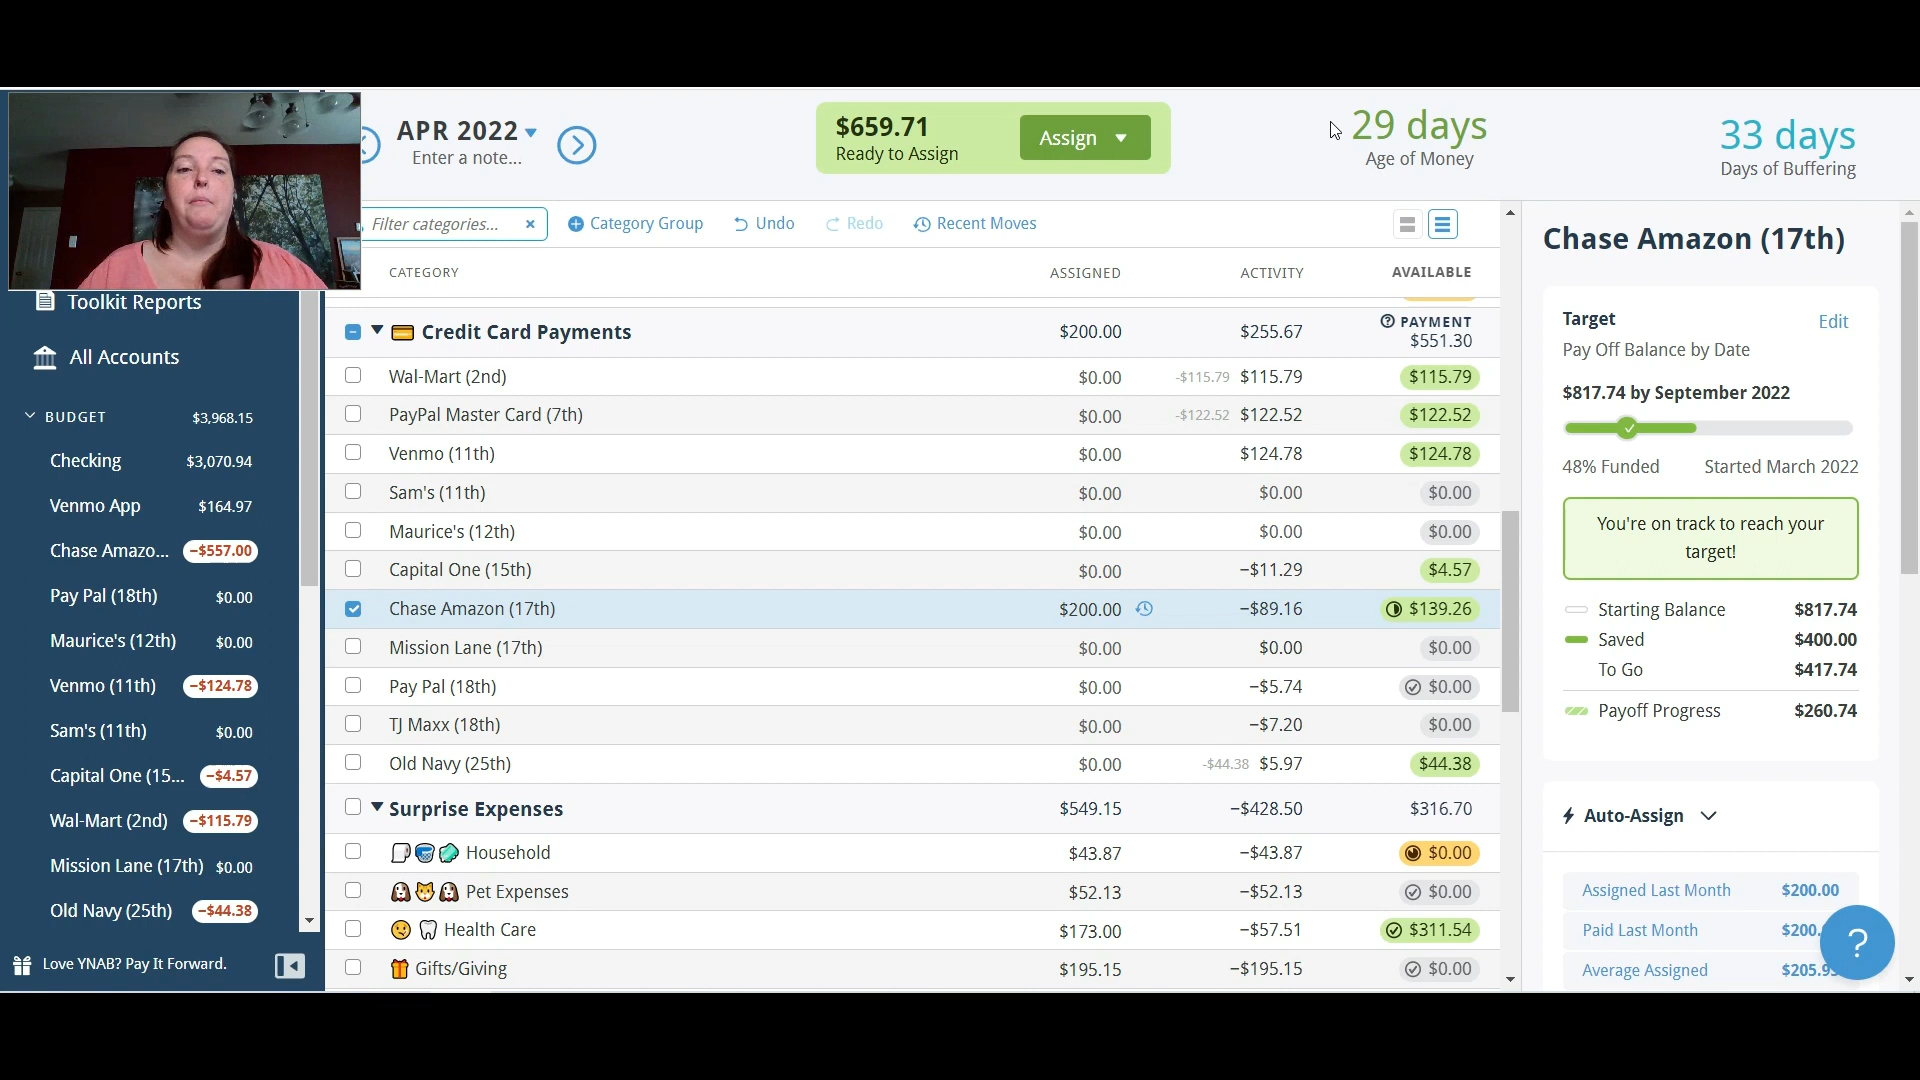 APR 2022
Enter a note...
$659.71
Ready to Assign
Assign
29 days
Age of Money
33 days
Days of Buffering
Filter categories...
Category Group
Undo
Redo
Recent Moves
CATEGORY
ASSIGNED
ACTIVITY
AVAILABLE
Credit Card Payments $200.00 $255.67 PAYMENT $551.30
Wal-Mart (2nd) $0.00 -$115.79 $115.79 $115.79
PayPal Master Card (7th) $0.00 -$122.52 $122.52 $122.52
Venmo (11th) $0.00 $124.78 $124.78
Sam's (11th) $0.00 $0.00 $0.00
Maurice's (12th) $0.00 $0.00 $0.00
Capital One (15th) $0.00 −$11.29 $4.57
Chase Amazon (17th) $200.00 −$89.16 $139.26
Mission Lane (17th) $0.00 $0.00 $0.00
Pay Pal (18th) $0.00 −$5.74 $0.00
TJ Maxx (18th) $0.00 −$7.20 $0.00
Old Navy (25th) $0.00 -$44.38 $5.97 $44.38
Surprise Expenses $549.15 −$428.50 $316.70
Household $43.87 −$43.87 $0.00
Pet Expenses $52.13 −$52.13 $0.00
Health Care $173.00 −$57.51 $311.54
Gifts/Giving $195.15 −$195.15 $0.00
Toolkit Reports
All Accounts
BUDGET $3,968.15
Checking $3,070.94
Venmo App $164.97
Chase Amazo... −$557.00
Pay Pal (18th) $0.00
Maurice's (12th) $0.00
Venmo (11th) −$124.78
Sam's (11th) $0.00
Capital One (15... −$4.57
Wal-Mart (2nd) −$115.79
Mission Lane (17th) $0.00
Old Navy (25th) −$44.38
Love YNAB? Pay It Forward.
Chase Amazon (17th)
Target Edit
Pay Off Balance by Date
$817.74 by September 2022
48% Funded Started March 2022
You're on track to reach your
target!
Starting Balance $817.74
Saved $400.00
To Go $417.74
Payoff Progress $260.74
Auto-Assign
Assigned Last Month $200.00
Paid Last Month $200.
Average Assigned $205.9
?